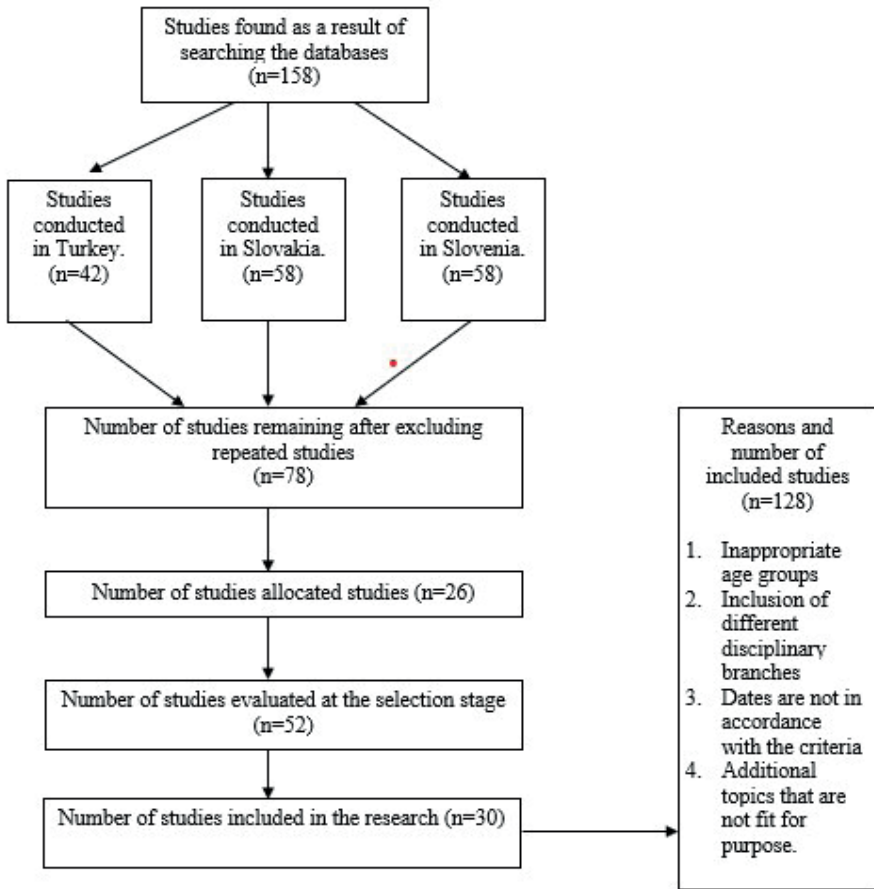 Studies found as a result of
searching the databases
(n=158)
Studies
conducted
in Turkey.
(n=42)
Studies
conducted
in Slovakia.
(n=58)
Studies
conducted
in Slovenia.
(n=58)
Number of studies remaining after excluding
repeated studies
(n=78)
Number of studies allocated studies (n=26)
Number of studies evaluated at the selection stage
(n=52)
Number of studies included in the research (n=30)
Reasons and
number of
included studies
(n=128)
1. Inappropriate
age groups
2. Inclusion of
different
disciplinary
branches
3. Dates are not in
accordance
with the criteria
4. Additional
topics that are
not fit for
purpose.